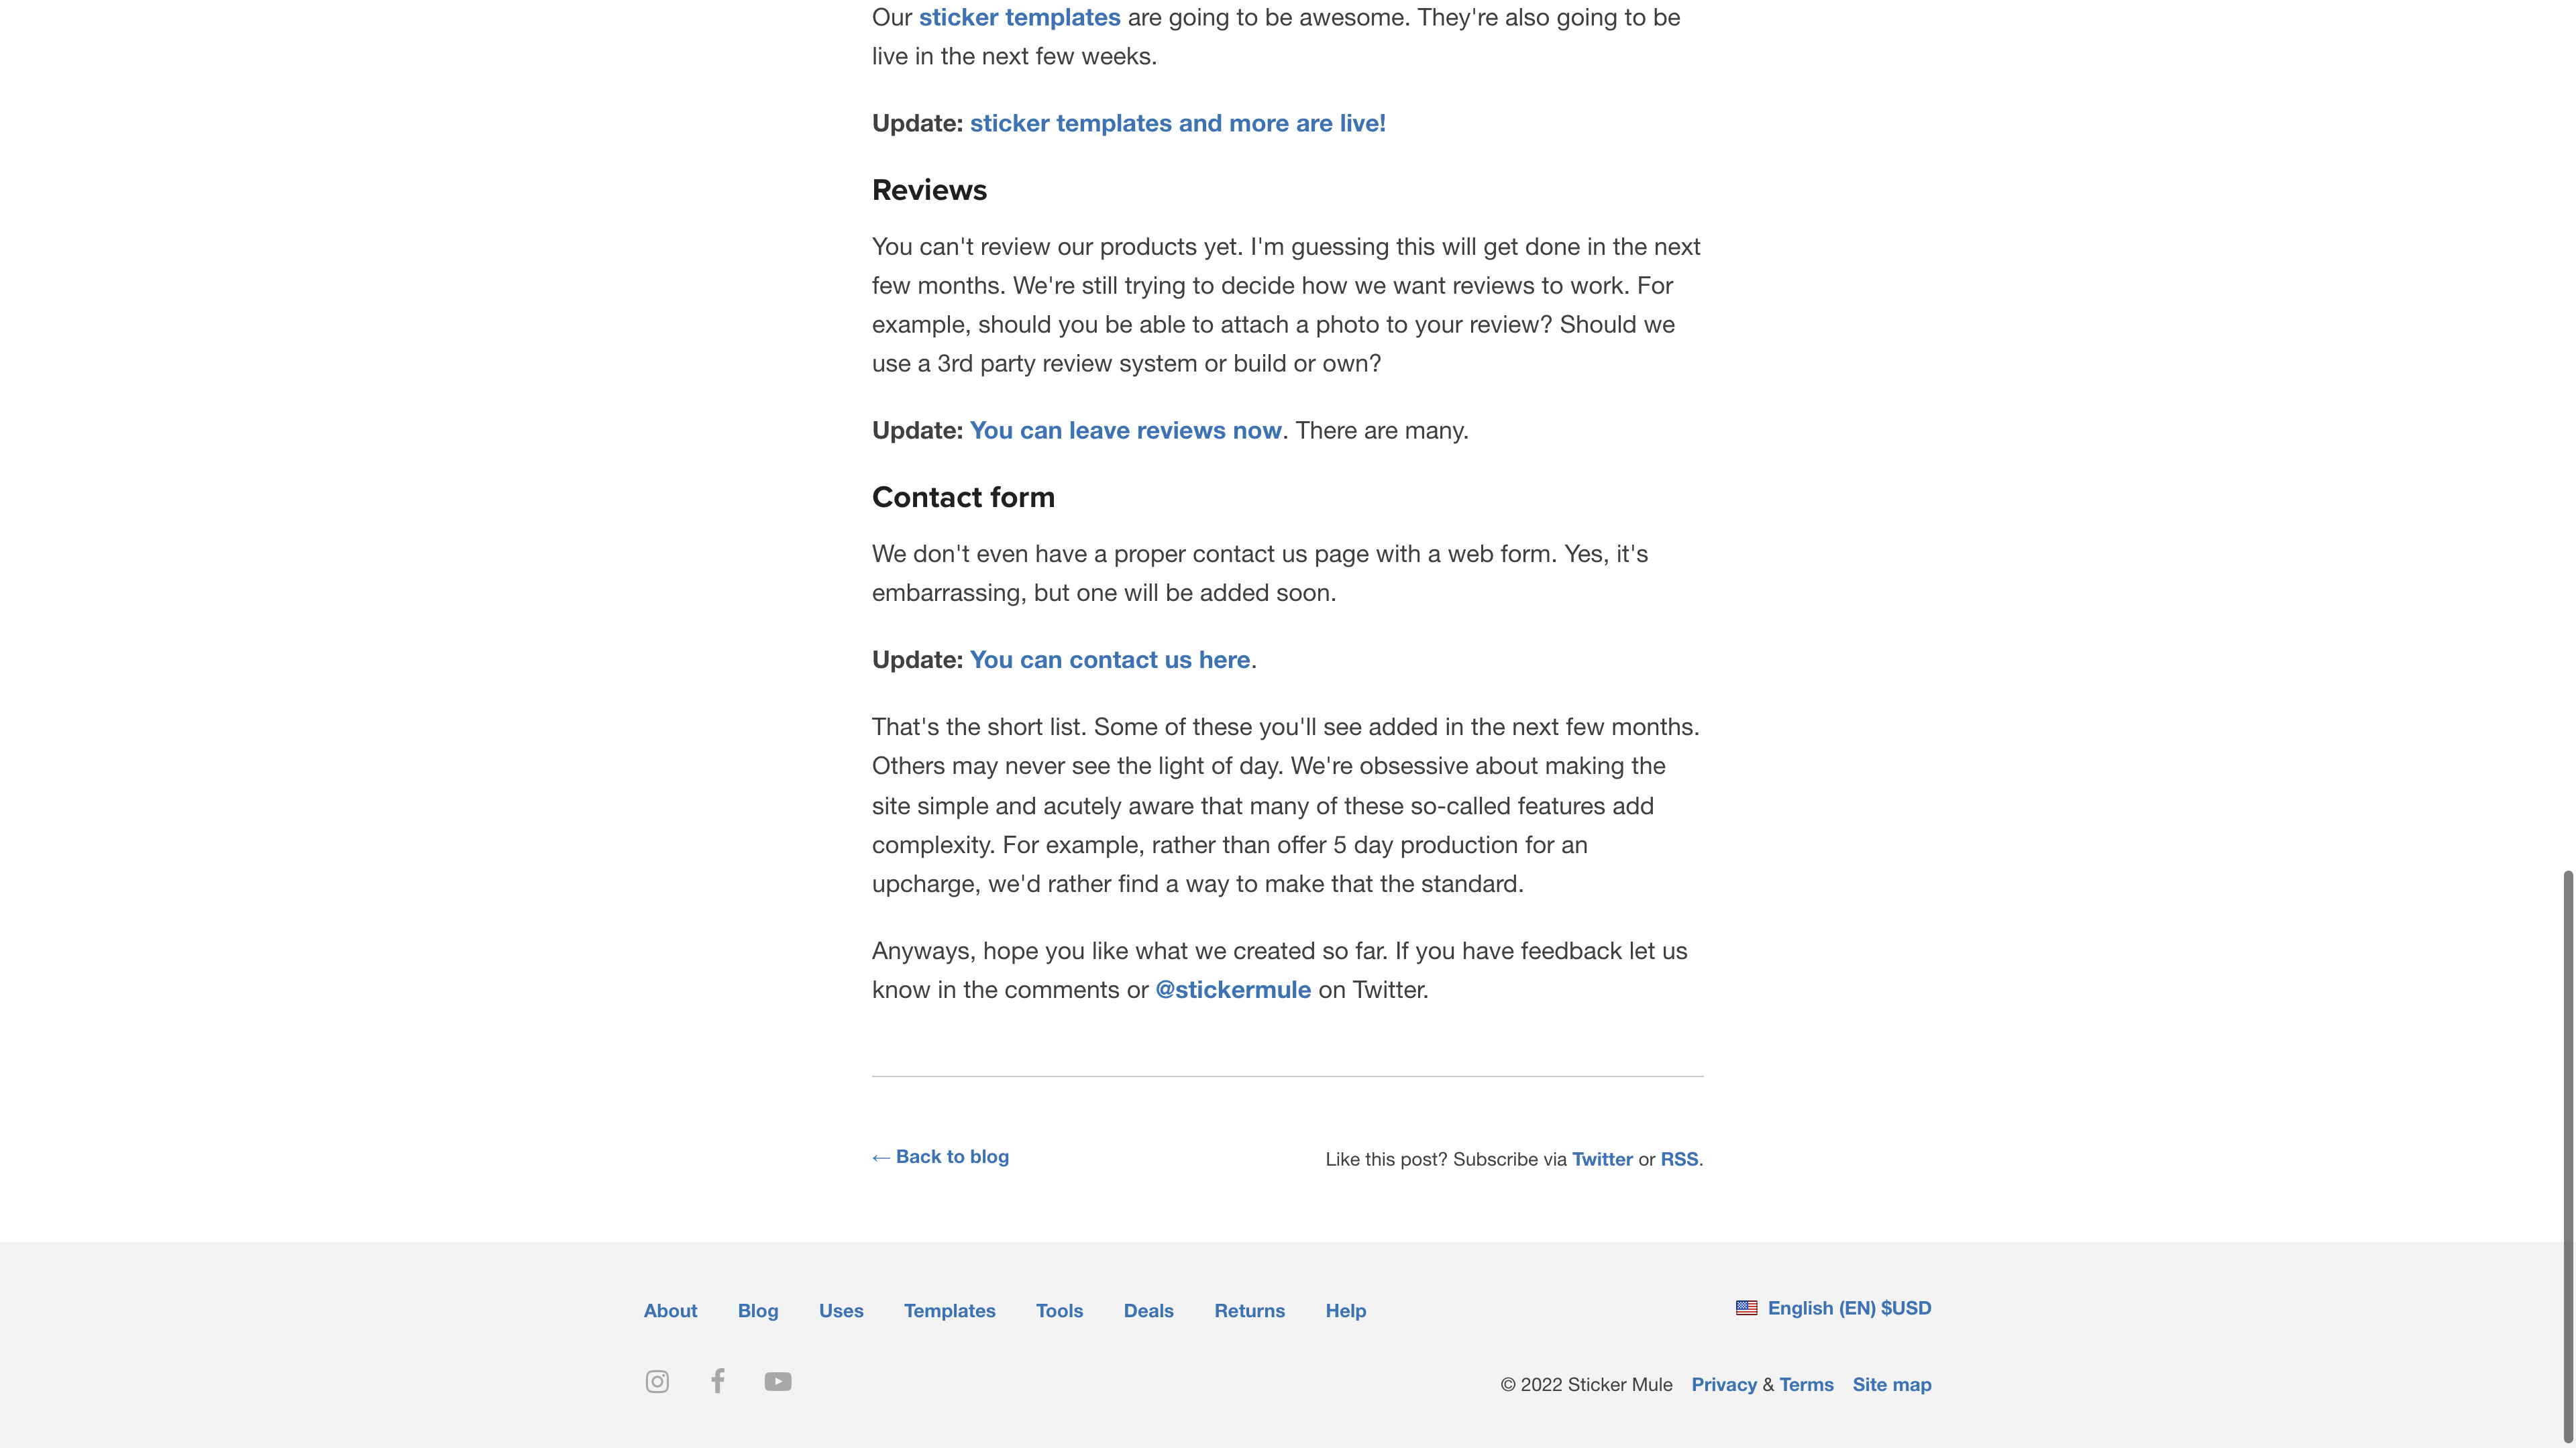 Our sticker templates are going to be awesome. They're also going to be
live in the next few weeks.
Update: sticker templates and more are live!
Reviews
You can't review our products yet. I'm guessing this will get done in the next
few months. We're still trying to decide how we want reviews to work. For
example, should you be able to attach a photo to your review? Should we
use a 3rd party review system or build or own?
Update: You can leave reviews now. There are many.
Contact form
We don't even have a proper contact us page with a web form. Yes, it's
embarrassing, but one will be added soon.
Update: You can contact us here.
That's the short list. Some of these you'll see added in the next few months.
Others may never see the light of day. We're obsessive about making the
site simple and acutely aware that many of these so-called features add
complexity. For example, rather than offer 5 day production for an
upcharge, we'd rather find a way to make that the standard.
Anyways, hope you like what we created so far. If you have feedback let us
know in the comments or @stickermule on Twitter.
← Back to blog
Like this post? Subscribe via Twitter or RSS.
About Blog Uses Templates Tools Deals Returns Help
English (EN) $USD
© 2022 Sticker Mule Privacy & Terms Site map